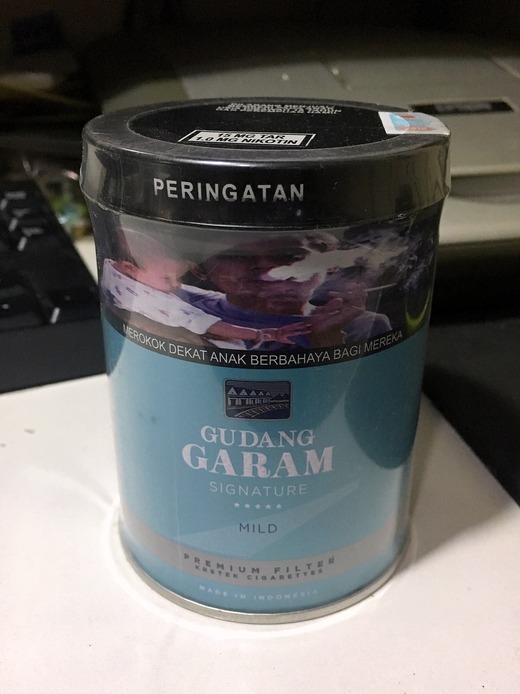 15 MG TAR
1.0 MG NIKOTIN
PERINGATAN
MEROKOK DEKAT ANAK BERBAHAYA BAGI MEREKA
GUDANG
GARAM
SIGNATURE
MILD
PREMIUM FILTER
KRETEK CIGARETTES
MADE IN INDONESIA